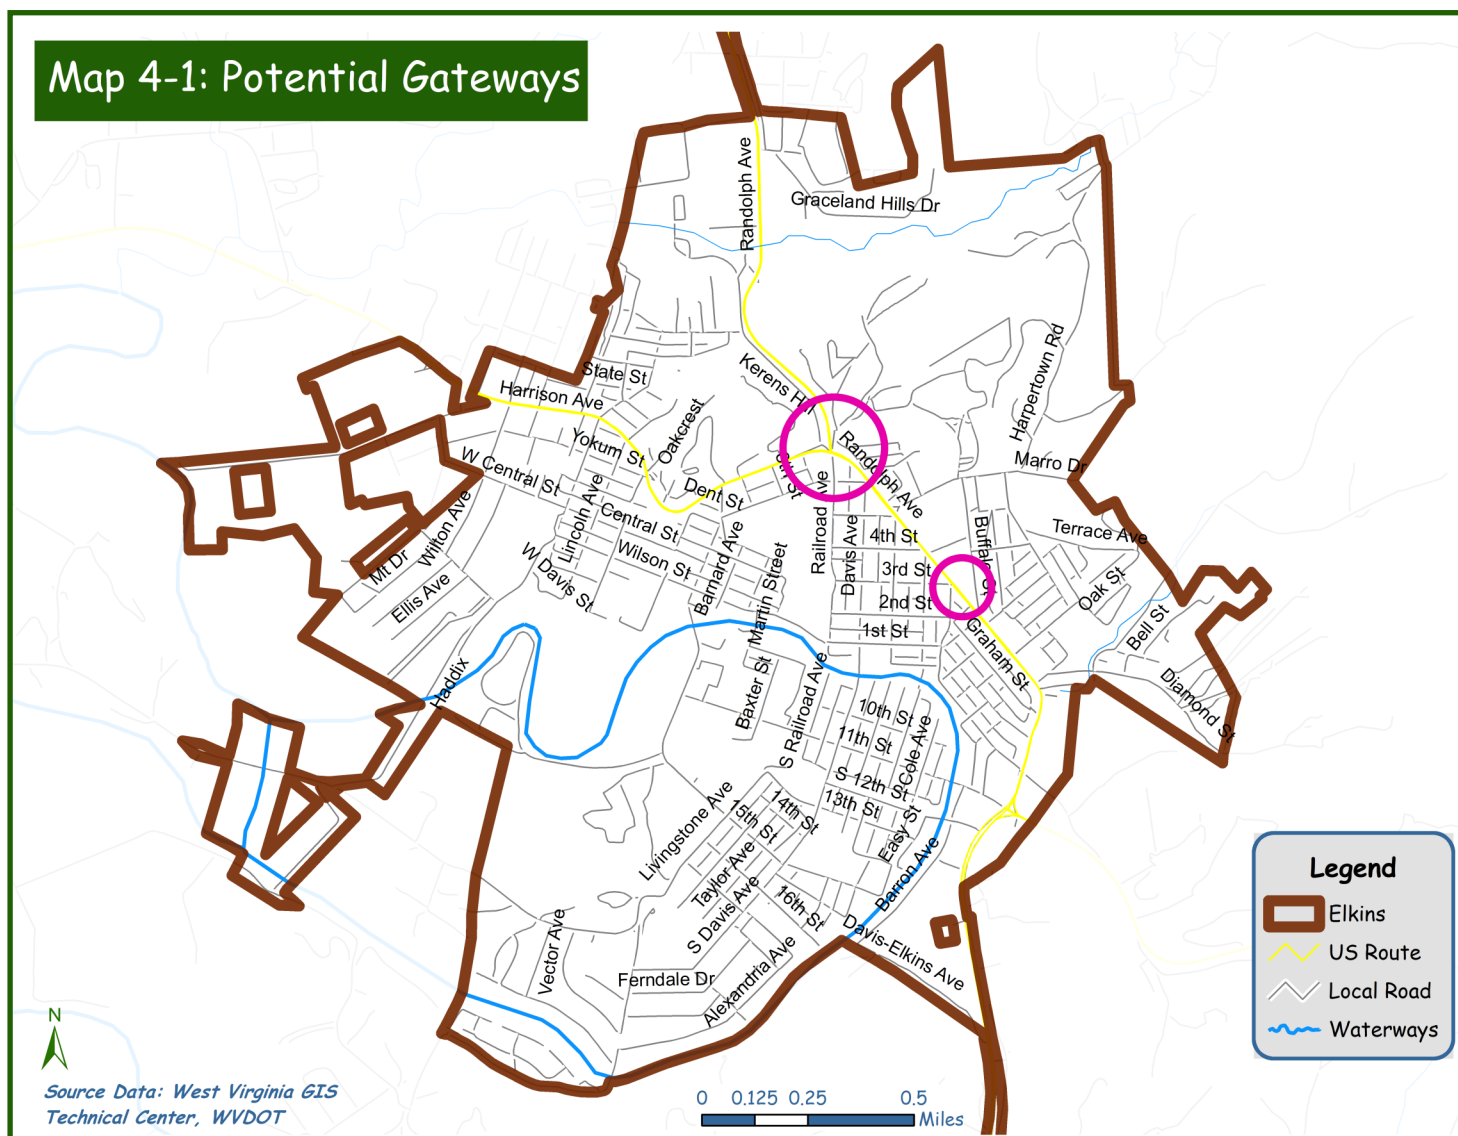 Map 4-1: Potential Gateways
Randolph Ave
Graceland Hills Dr
Harpertown Rd
State St
Kerens Hill
Harrison Ave
Oakcrest
Yokum St
Randolph Ave
W Central St
Marro Dr
Dent St
Railroad Ave
Lincoln Ave
Central St
Wilton Ave
4th St
Buffalo St
Terrace Ave
Davis Ave
Barnard Ave
Wilson St
Martin Street
3rd St
Mt Dr
W Davis St
Ellis Ave
2nd St
Oak St
1st St
Graham St
Bell St
Haddix
Baxter St
S Railroad Ave
Diamond St
10th St
11th St
Cole Ave
S 12th St
13th St
14th St
15th St
Easy St
Livingstone Ave
Taylor Ave
Barron Ave
16th St
S Davis Ave
Davis-Elkins Ave
Vector Ave
Ferndale Dr
Alexandria Ave
Legend
Elkins
US Route
Local Road
Waterways
N
Source Data: West Virginia GIS
Technical Center, WVDOT
0 0.125 0.25 0.5
Miles